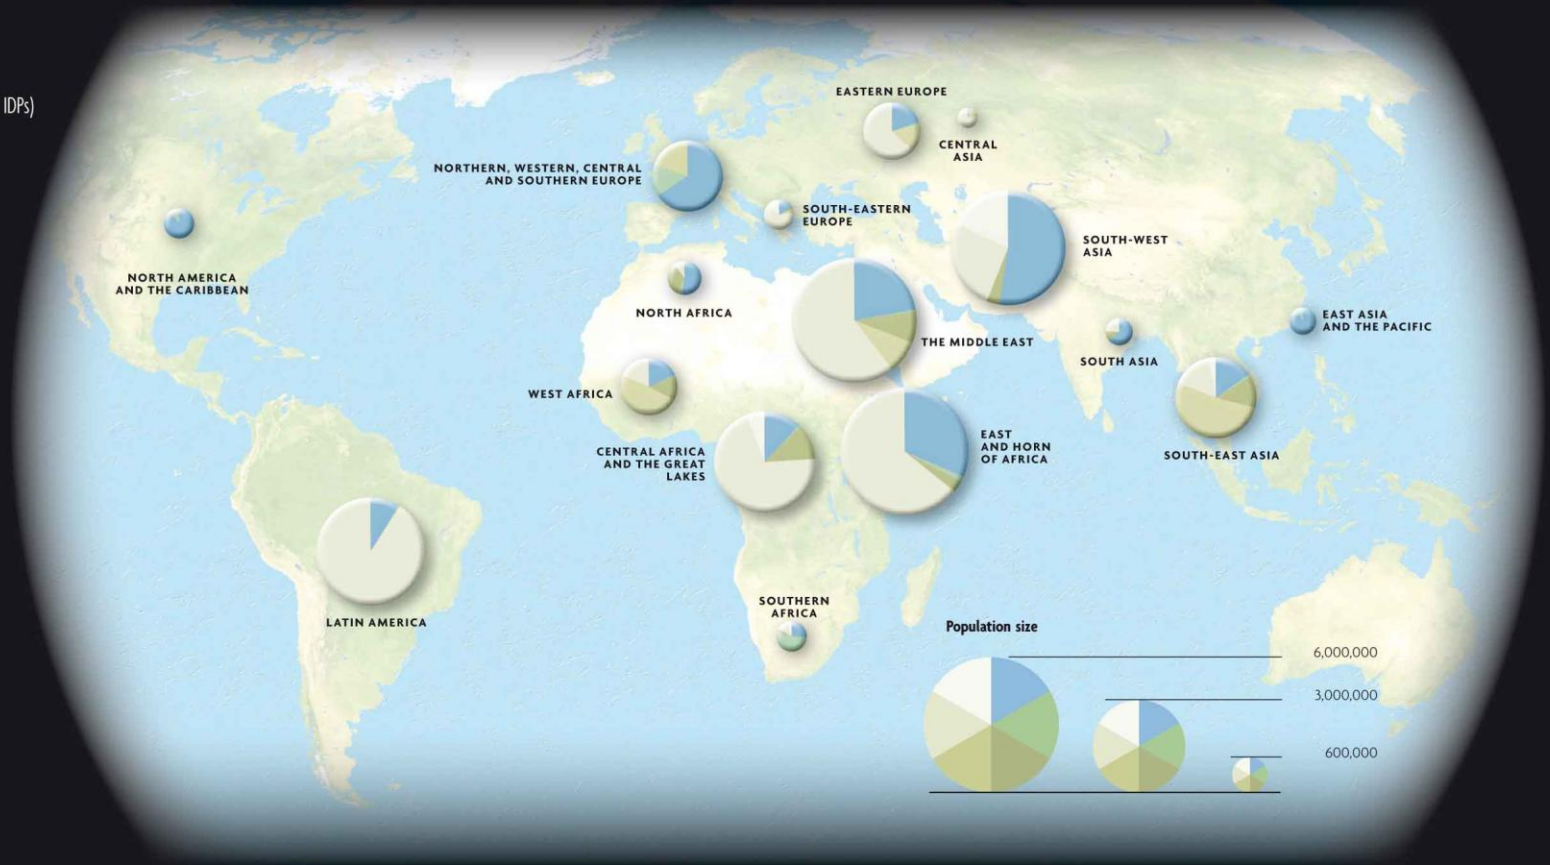 IDPs)
EASTERN EUROPE
CENTRAL
ASIA
NORTHERN, WESTERN, CENTRAL
AND SOUTHERN EUROPE
SOUTH-EASTERN
EUROPE
SOUTH-WEST
ASIA
NORTH AMERICA
AND THE CARIBBEAN
NORTH AFRICA
THE MIDDLE EAST
SOUTH ASIA
EAST ASIA
AND THE PACIFIC
WEST AFRICA
CENTRAL AFRICA
AND THE GREAT
LAKES
EAST
AND HORN
OF AFRICA
SOUTH-EAST ASIA
LATIN AMERICA
SOUTHERN
AFRICA
Population size
6,000,000
3,000,000
600,000